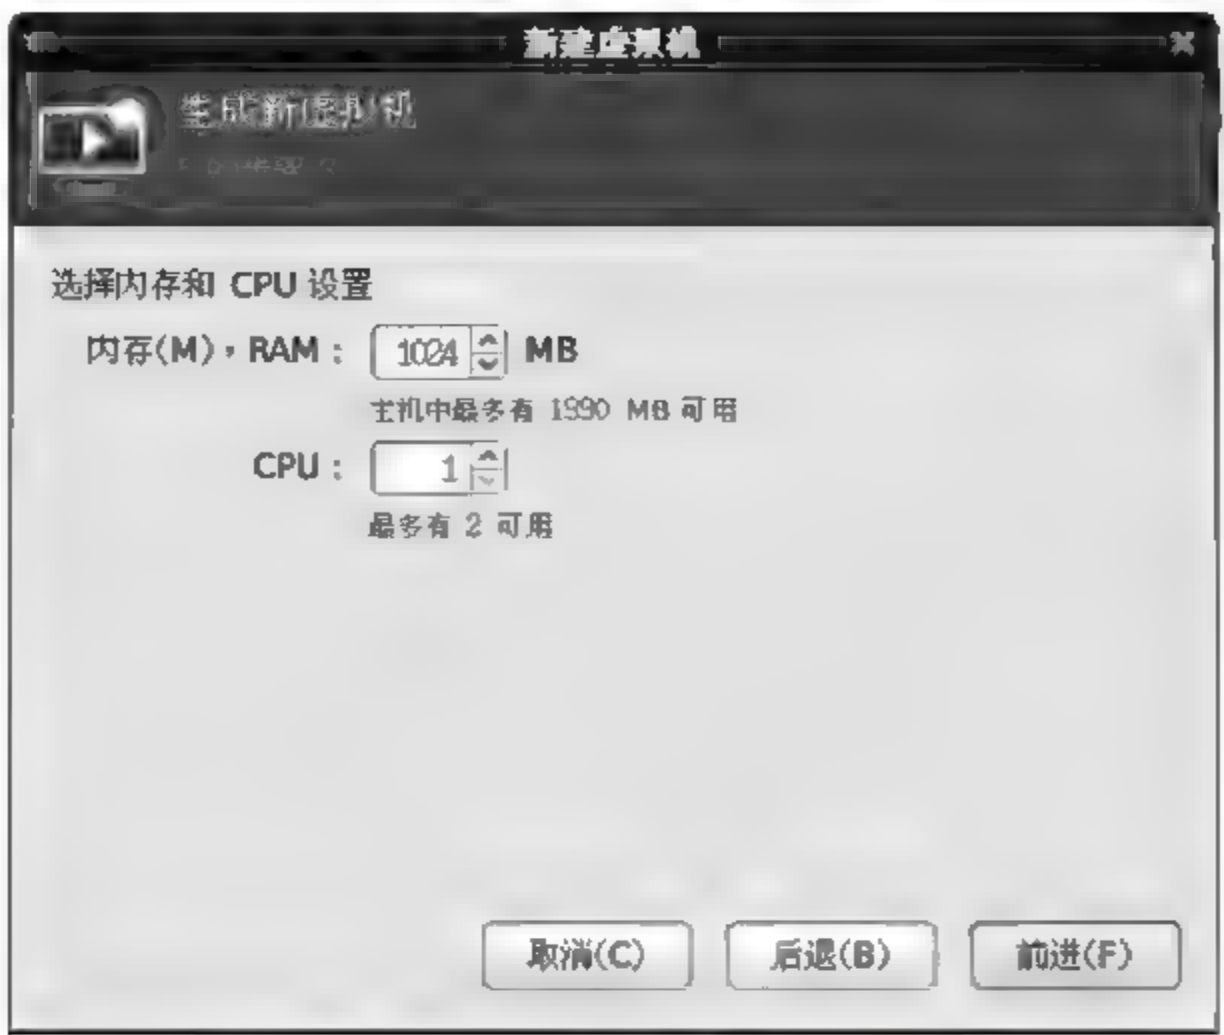 新建虚拟机
生成新虚拟机
选择内存和 CPU 设置
内存(M)，RAM： 1024 MB
主机中最多有 1990 MB 可用
CPU： 1
最多有 2 可用
取消(C) 后退(B) 前进(F)